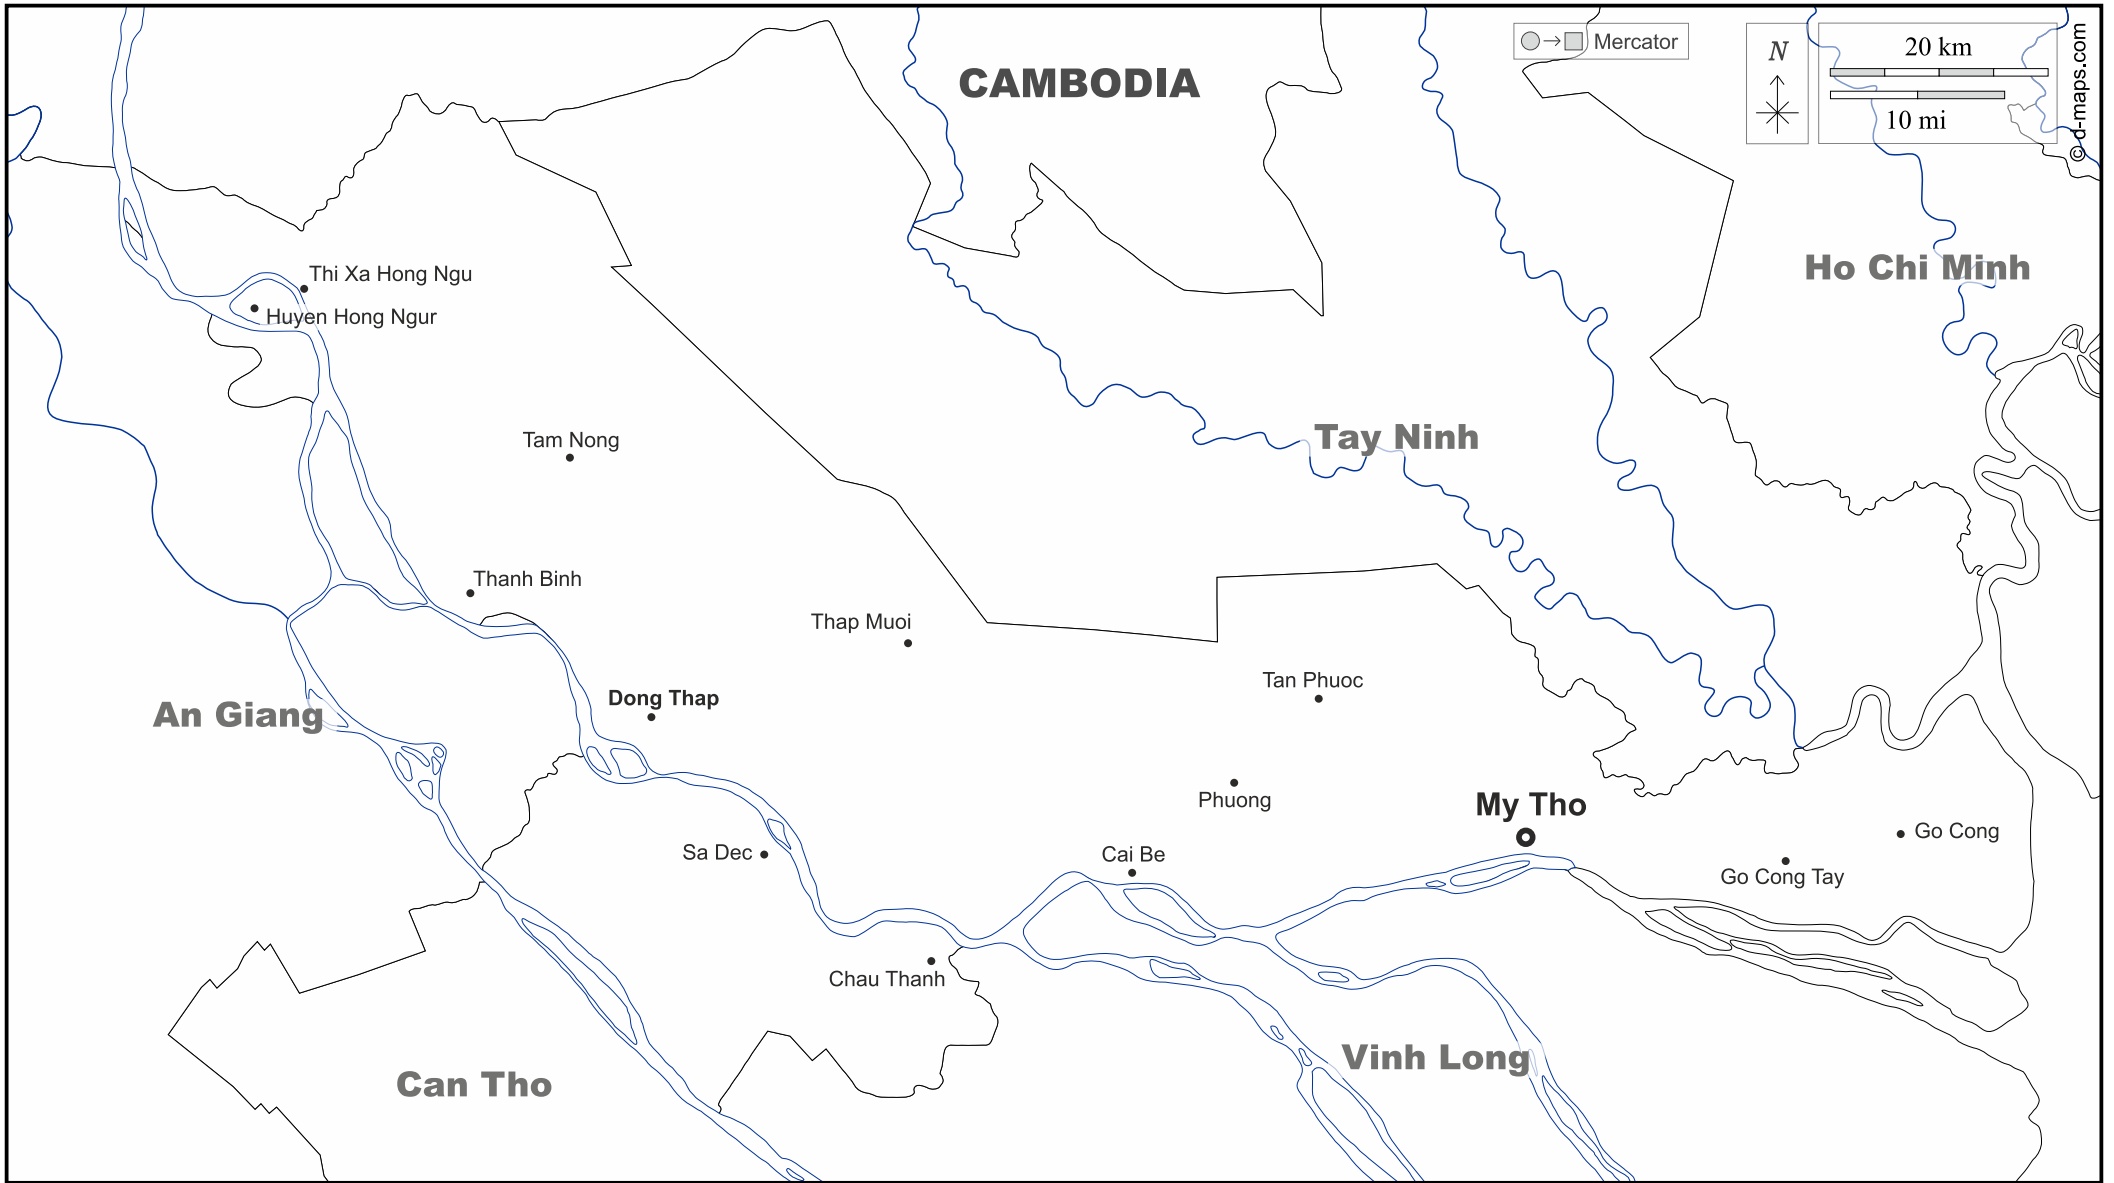 CAMBODIA
Mercator
N
20 km
10 mi
© d-maps.com
Ho Chi Minh
Thi Xa Hong Ngu
Huyen Hong Ngur
Tam Nong
Tay Ninh
Thanh Binh
Thap Muoi
Tan Phuoc
Dong Thap
An Giang
Phuong
My Tho
Go Cong
Sa Dec
Cai Be
Go Cong Tay
Chau Thanh
Vinh Long
Can Tho